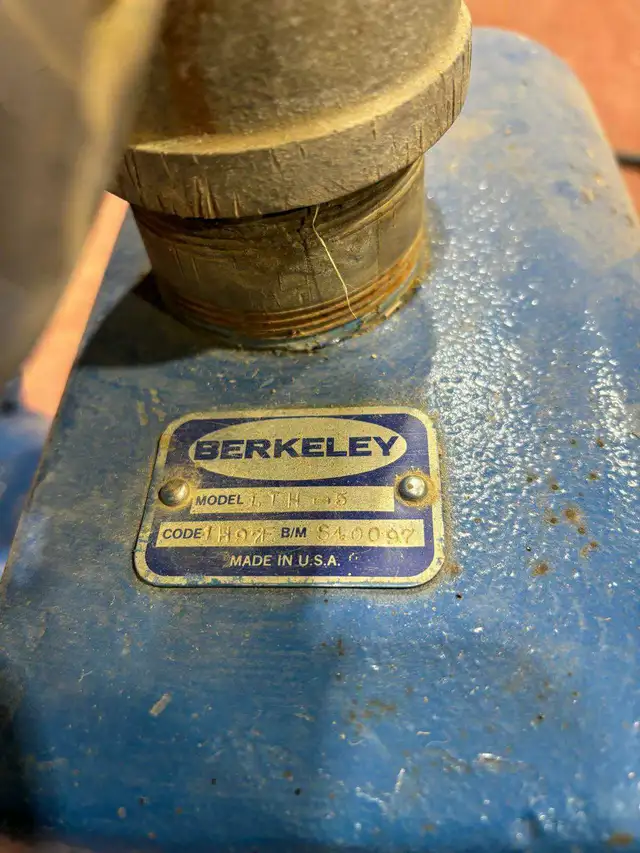 BERKELEY
MODEL
CODE B/M S40097
MADE IN U.S.A.